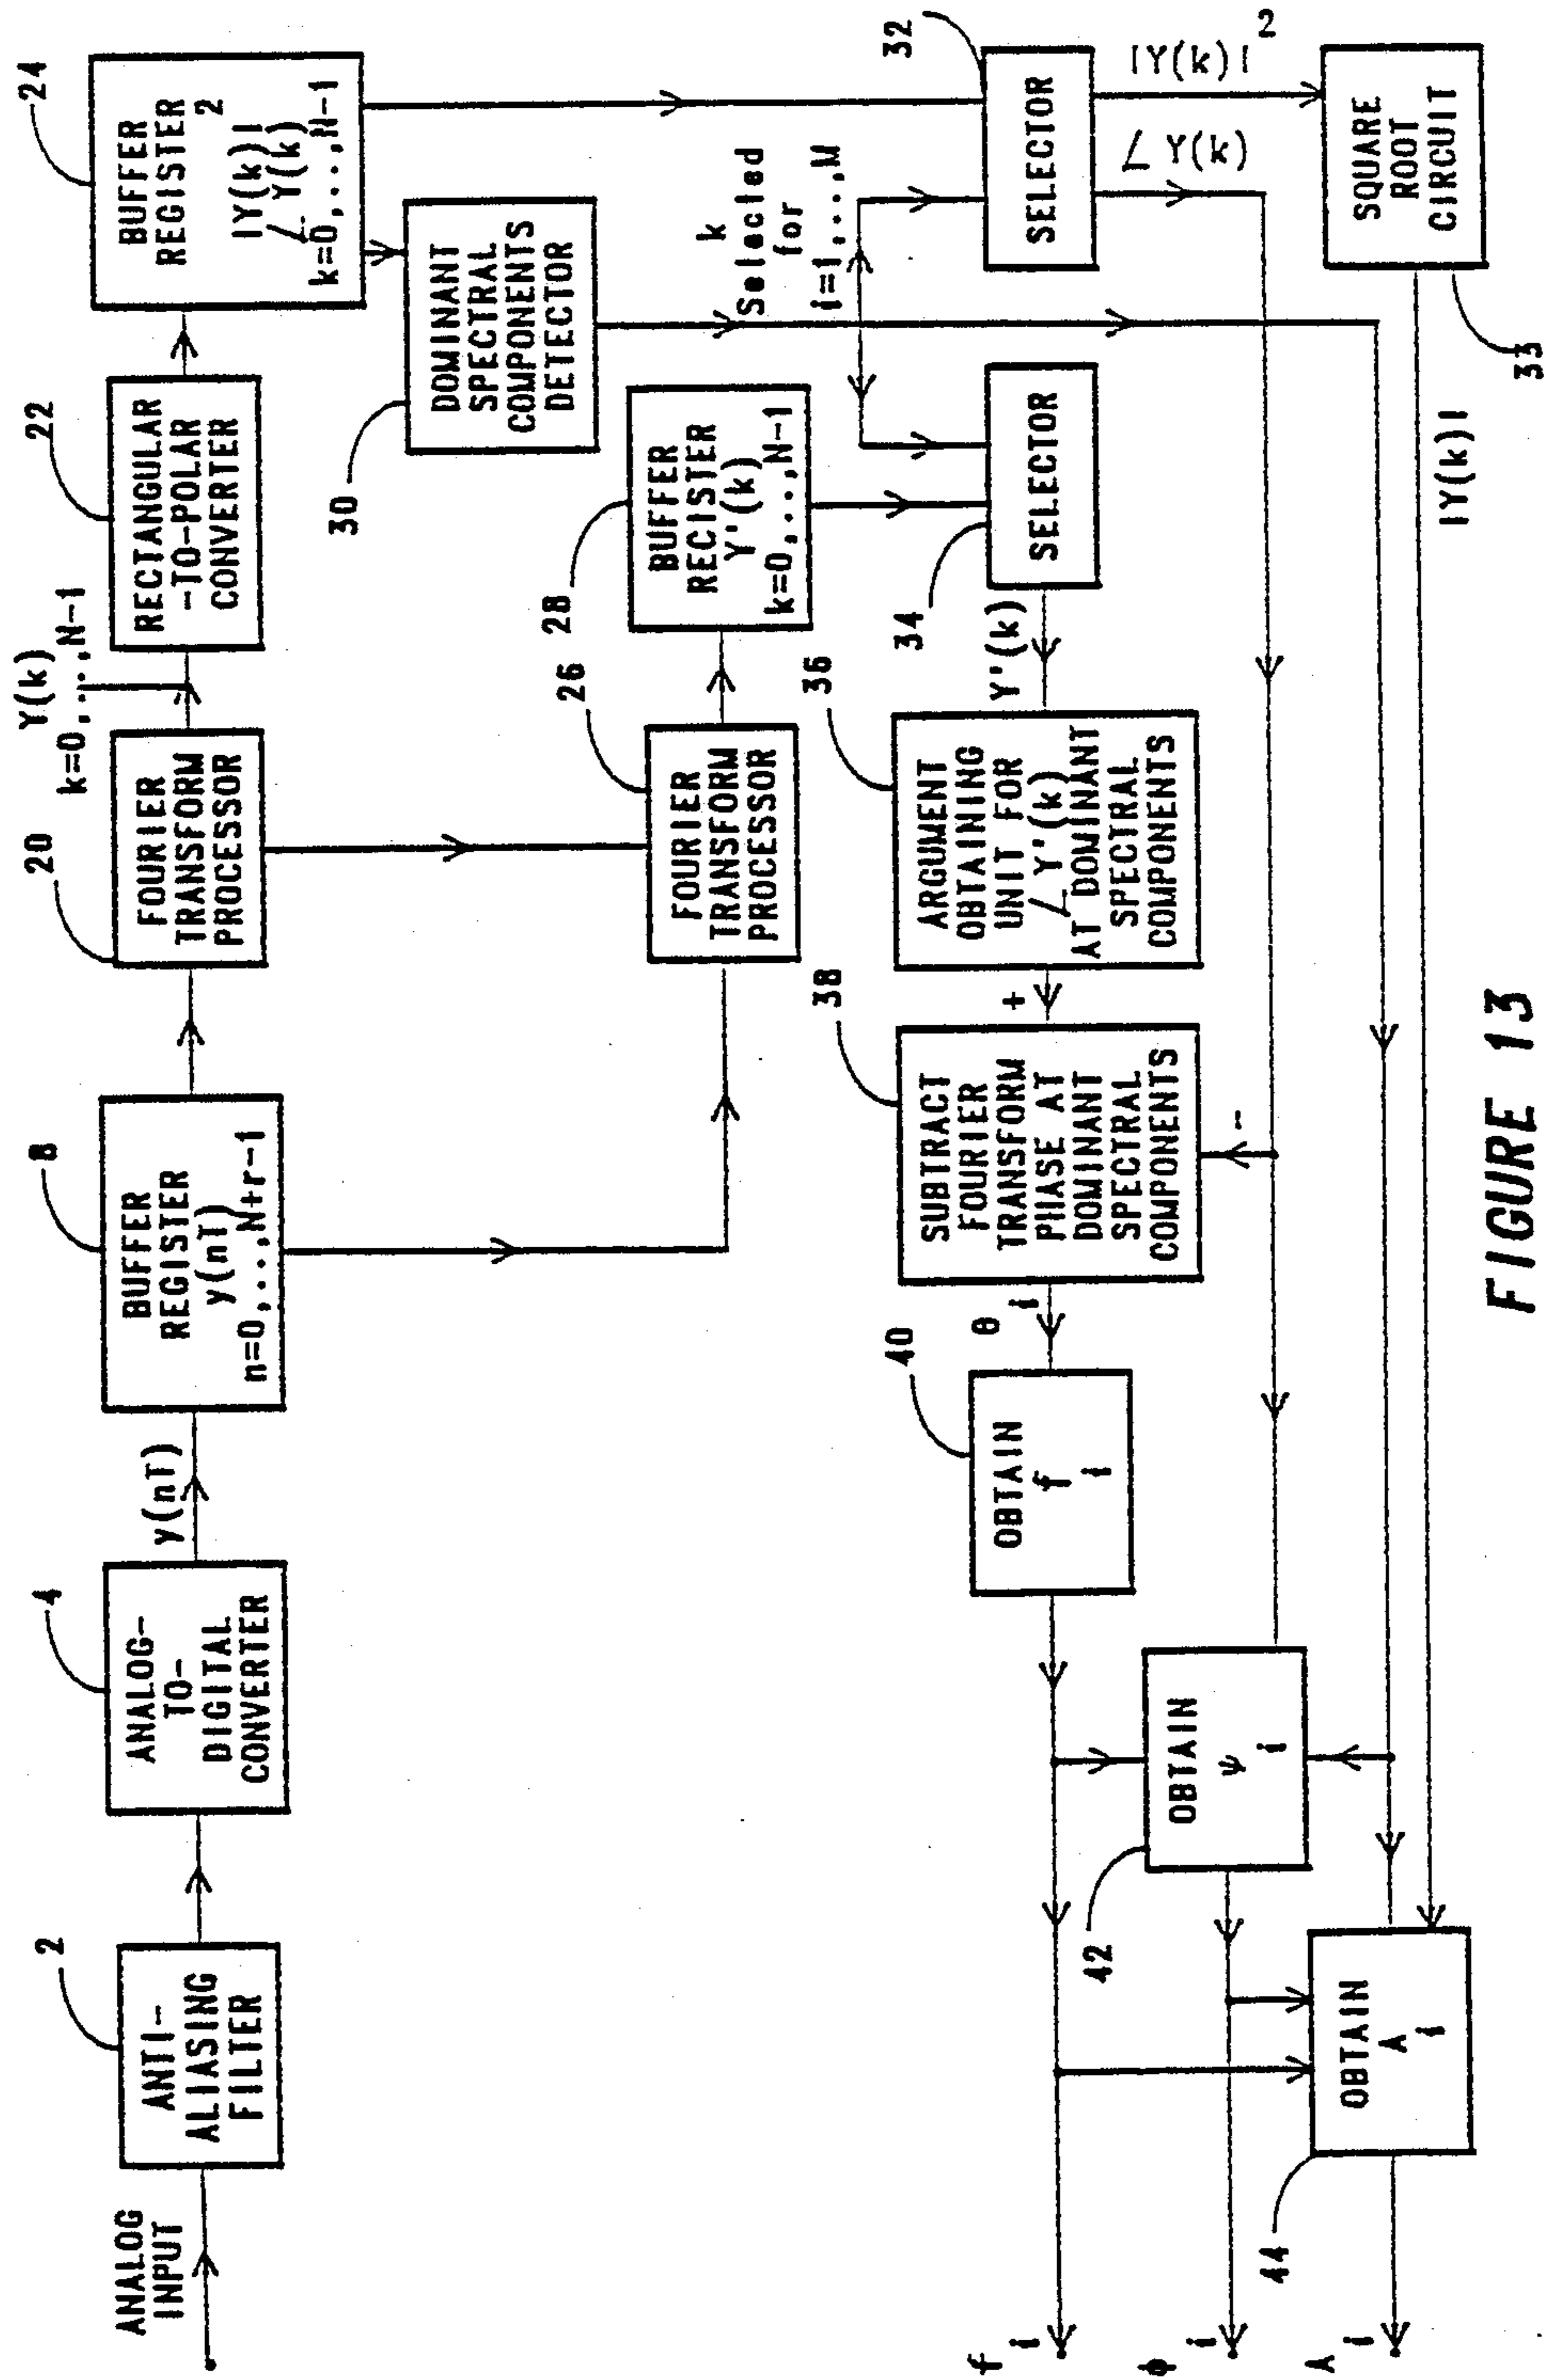 ANALOG
INPUT
2
ANTI-
ALIASING
FILTER
4
ANALOG-
TO-
DIGITAL
CONVERTER
y(nT)
8
BUFFER
REGISTER
y(nT)
n=0,...,N+r-1
20
FOURIER
TRANSFORM
PROCESSOR
Y(k)
k=0,...,N-1
22
RECTANGULAR
-TO-POLAR
CONVERTER
24
BUFFER
REGISTER
|Y(k)|²
∠Y(k)
k=0,...,N-1
30
DOMINANT
SPECTRAL
COMPONENTS
DETECTOR
26
FOURIER
TRANSFORM
PROCESSOR
28
BUFFER
RECISTER
Y'(k)
k=0,...,N-1
k
Selected
for
i=1,...,M
32
SELECTOR
|Y(k)|²
∠ Y(k)
34
SELECTOR
Y'(k)
36
ARGUMENT
OBTAINING
UNIT FOR
∠ Y'(k)
AT DOMINANT
SPECTRAL
COMPONENTS
+
38
SUBTRACT
FOURIER
TRANSFORM
PHASE AT
DOMINANT
SPECTRAL
COMPONENTS
-
θ i
40
OBTAIN
f i
42
OBTAIN
ψ i
44
OBTAIN
A i
SQUARE
ROOT
CIRCUIT
33
|Y(k)|
f i
ϕ i
A i
FIGURE 13